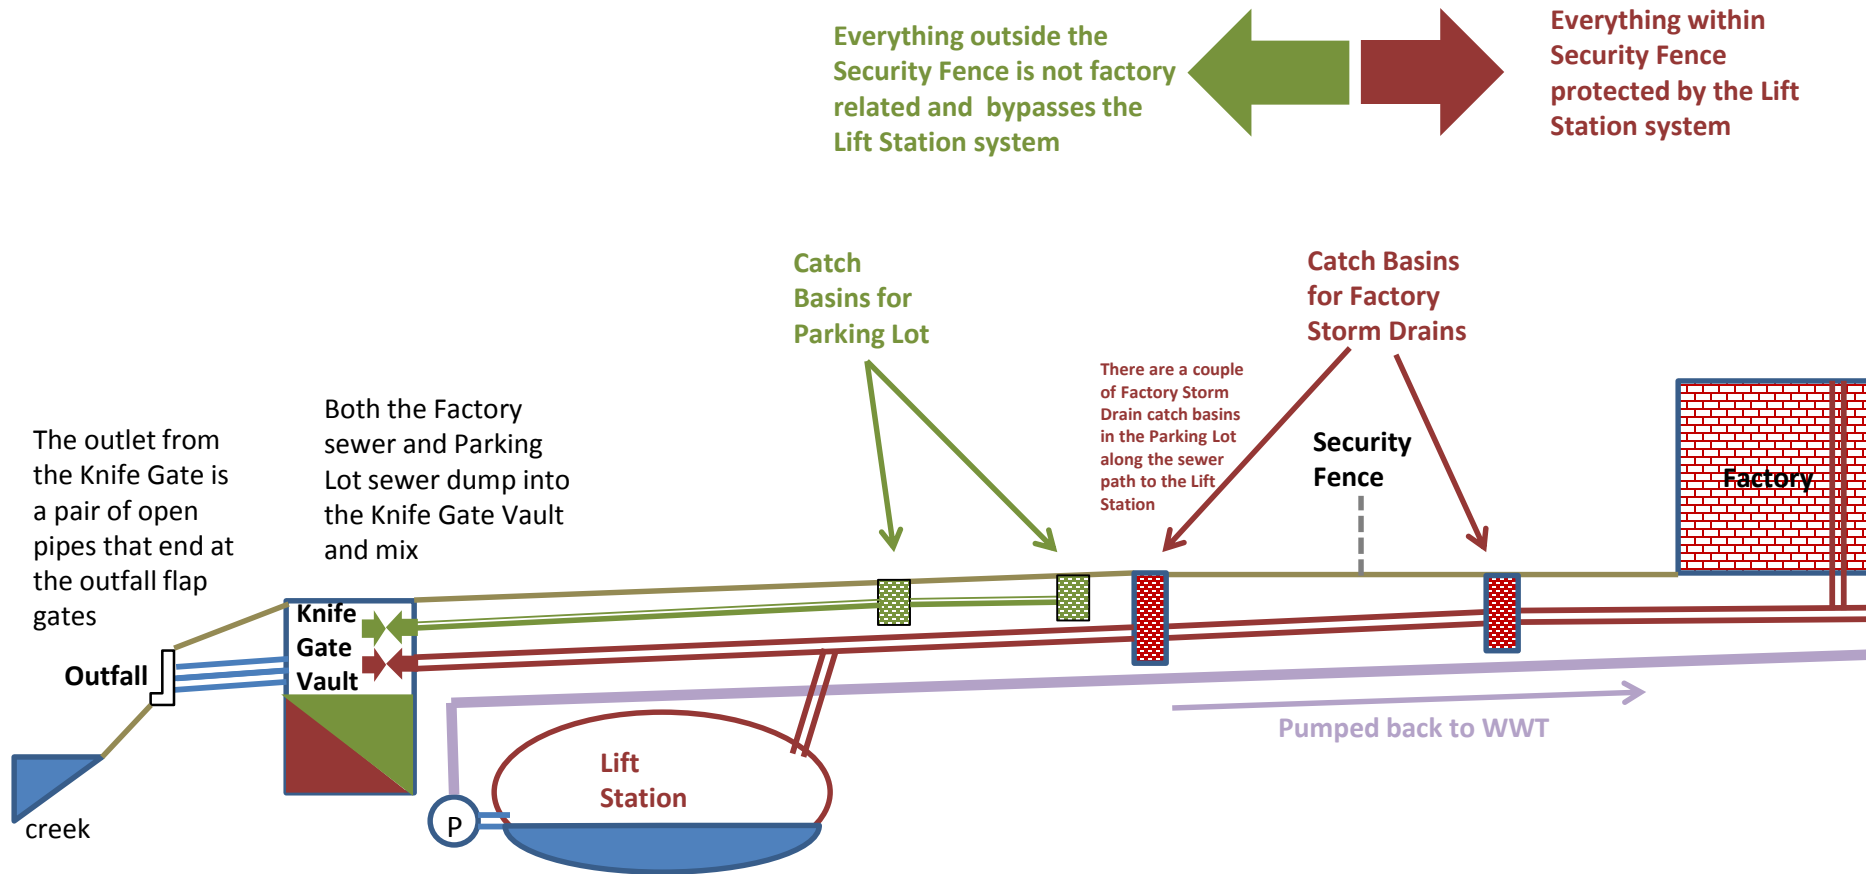 Everything outside the
Security Fence is not factory
related and bypasses the
Lift Station system
Everything within
Security Fence
protected by the Lift
Station system
Catch
Basins for
Parking Lot
Catch Basins
for Factory
Storm Drains
There are a couple
of Factory Storm
Drain catch basins
in the Parking Lot
along the sewer
path to the Lift
Station
Security
Fence
Factory
Both the Factory
sewer and Parking
Lot sewer dump into
the Knife Gate Vault
and mix
The outlet from
the Knife Gate is
a pair of open
pipes that end at
the outfall flap
gates
Knife
Gate
Vault
Outfall
Pumped back to WWT
Lift
Station
P
creek